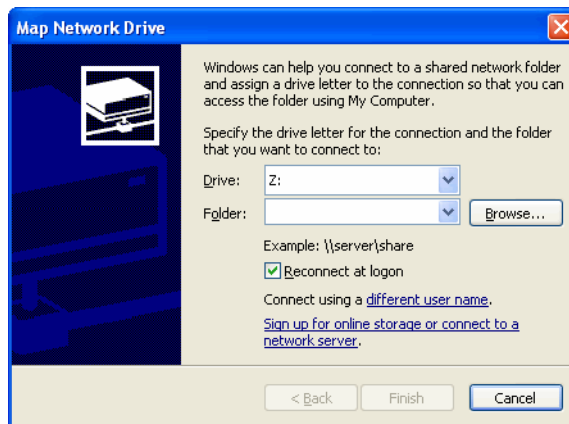 Map Network Drive
Windows can help you connect to a shared network folder
and assign a drive letter to the connection so that you can
access the folder using My Computer.
Specify the drive letter for the connection and the folder
that you want to connect to:
Drive: Z:
Folder: Browse...
Example: \\server\share
Reconnect at logon
Connect using a different user name.
Sign up for online storage or connect to a
network server.
< Back Finish Cancel